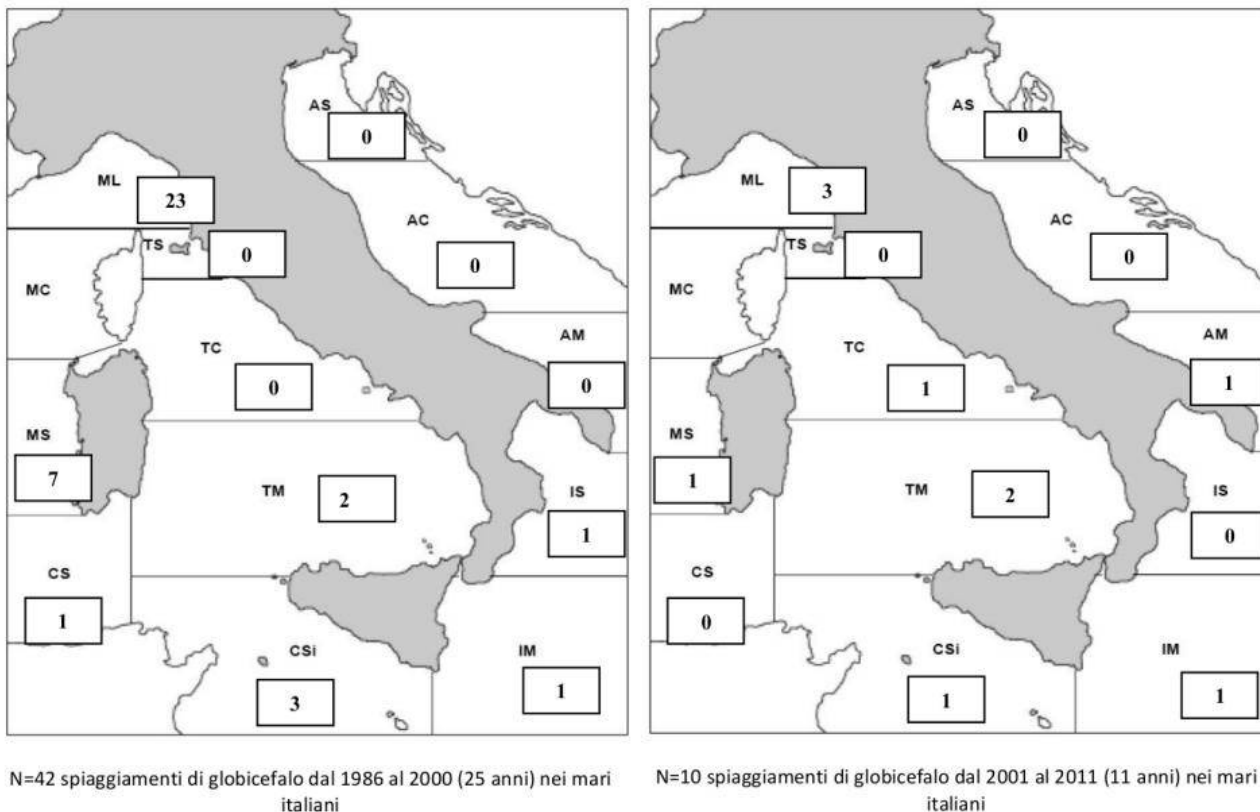 AS
0
ML
23
AC
0
TS
0
MC
AM
0
TC
0
MS
7
TM
2
IS
1
CS
1
CSi
3
IM
1
N=42 spiaggiamenti di globicefalo dal 1986 al 2000 (25 anni) nei mari
italiani
AS
0
ML
3
AC
0
TS
0
MC
AM
1
TC
1
MS
1
TM
2
IS
0
CS
0
CSi
1
IM
1
N=10 spiaggiamenti di globicefalo dal 2001 al 2011 (11 anni) nei mari
italiani